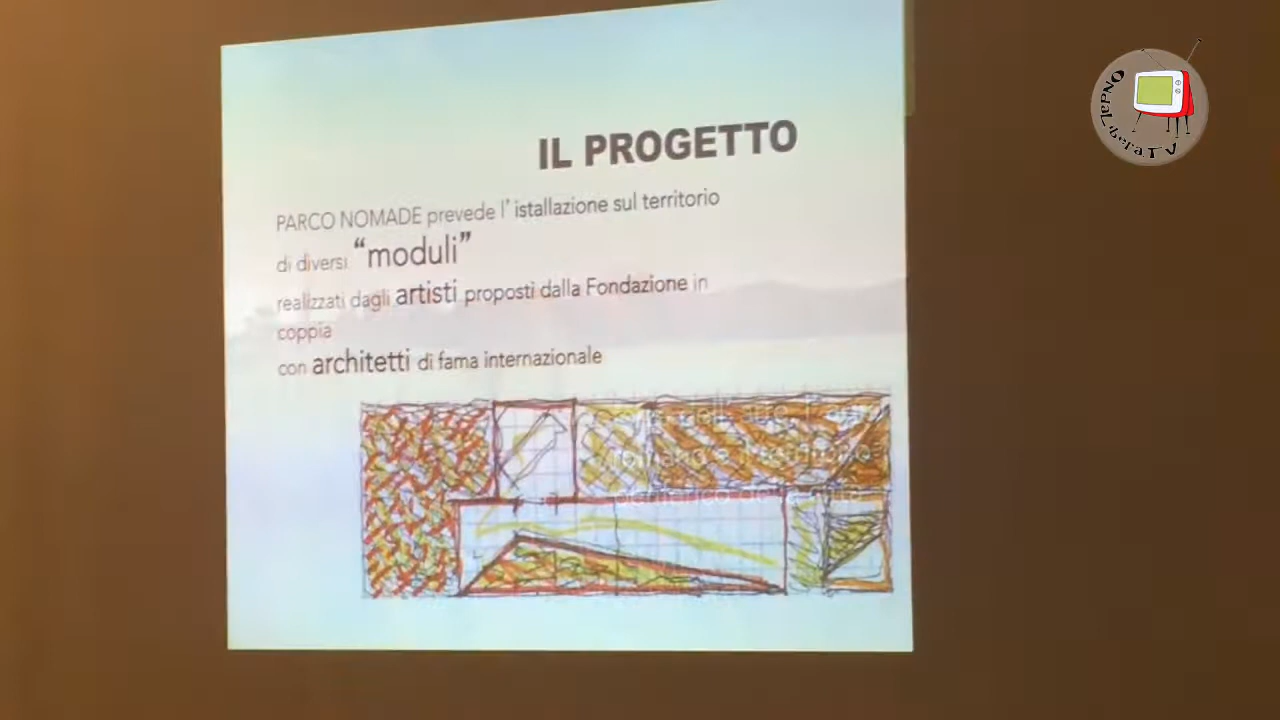 IL PROGETTO
PARCO NOMADE prevede l' istallazione sul territorio
di diversi “moduli”
realizzati dagli artisti proposti dalla Fondazione in
coppia
con architetti di fama internazionale
OndaLiberaTV